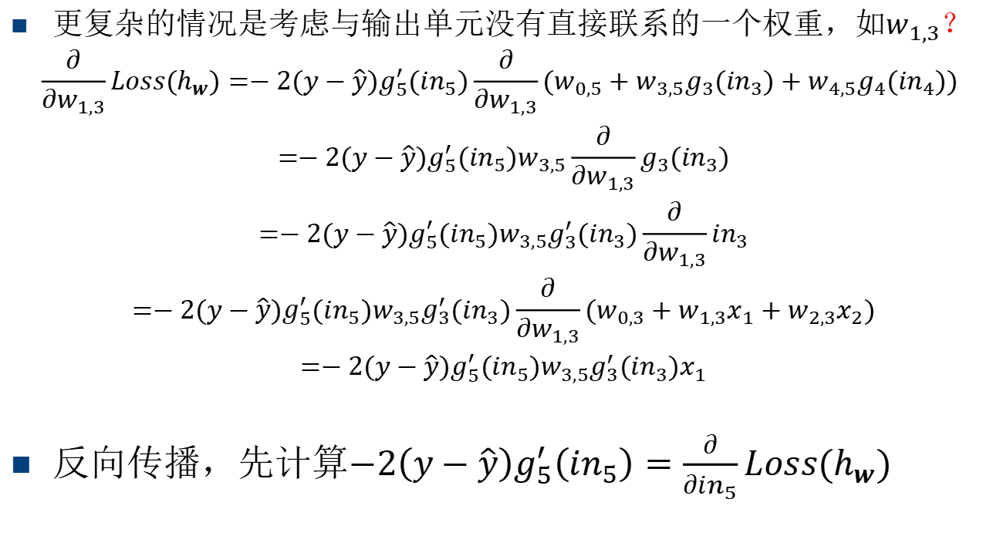 ■ 更复杂的情况是考虑与输出单元没有直接联系的一个权重，如$w_{1,3}$？
$\frac{\partial}{\partial w_{1,3}} Loss(h_{\boldsymbol{w}}) = -2(y-\hat{y})g_5'(in_5)\frac{\partial}{\partial w_{1,3}}(w_{0,5}+w_{3,5}g_3(in_3)+w_{4,5}g_4(in_4))$
$= -2(y-\hat{y})g_5'(in_5)w_{3,5}\frac{\partial}{\partial w_{1,3}}g_3(in_3)$
$= -2(y-\hat{y})g_5'(in_5)w_{3,5}g_3'(in_3)\frac{\partial}{\partial w_{1,3}}in_3$
$= -2(y-\hat{y})g_5'(in_5)w_{3,5}g_3'(in_3)\frac{\partial}{\partial w_{1,3}}(w_{0,3}+w_{1,3}x_1+w_{2,3}x_2)$
$= -2(y-\hat{y})g_5'(in_5)w_{3,5}g_3'(in_3)x_1$
■ 反向传播，先计算$-2(y-\hat{y})g_5'(in_5) = \frac{\partial}{\partial in_5}Loss(h_{\boldsymbol{w}})$